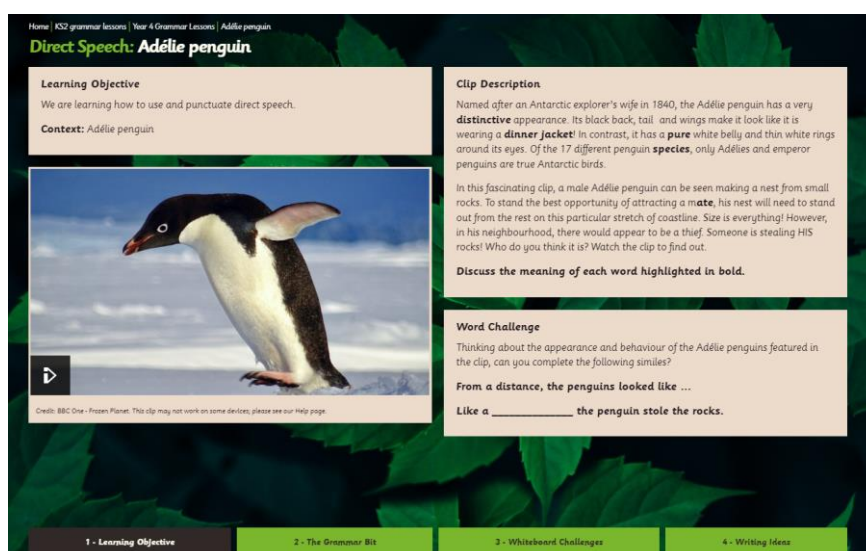 Home | KS2 grammar lessons | Year 4 Grammar Lessons | Adélie penguin
Direct Speech: Adélie penguin
Learning Objective
We are learning how to use and punctuate direct speech.
Context: Adélie penguin
Credit: BBC One - Frozen Planet. This clip may not work on some devices; please see our Help page.
Clip Description
Named after an Antarctic explorer's wife in 1840, the Adélie penguin has a very
distinctive appearance. Its black back, tail and wings make it look like it is
wearing a dinner jacket! In contrast, it has a pure white belly and thin white rings
around its eyes. Of the 17 different penguin species, only Adélies and emperor
penguins are true Antarctic birds.
In this fascinating clip, a male Adélie penguin can be seen making a nest from small
rocks. To stand the best opportunity of attracting a mate, his nest will need to stand
out from the rest on this particular stretch of coastline. Size is everything! However,
in his neighbourhood, there would appear to be a thief. Someone is stealing HIS
rocks! Who do you think it is? Watch the clip to find out.
Discuss the meaning of each word highlighted in bold.
Word Challenge
Thinking about the appearance and behaviour of the Adélie penguins featured in
the clip, can you complete the following similes?
From a distance, the penguins looked like ...
Like a ______________ the penguin stole the rocks.
1 - Learning Objective
2 - The Grammar Bit
3 - Whiteboard Challenges
4 - Writing Ideas